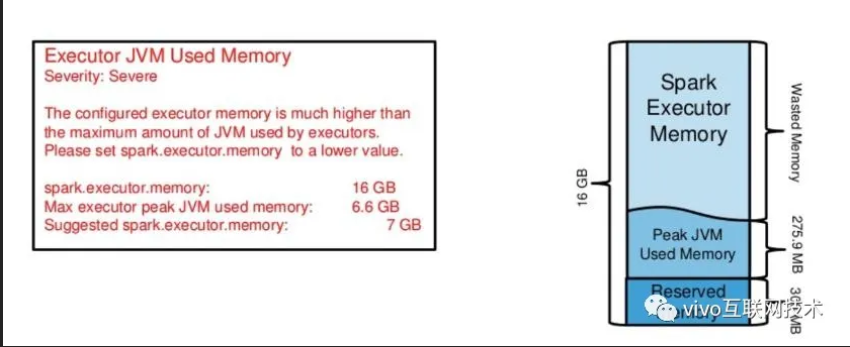 Executor JVM Used Memory
Severity: Severe
The configured executor memory is much higher than
the maximum amount of JVM used by executors.
Please set spark.executor.memory to a lower value.
spark.executor.memory: 16 GB
Max executor peak JVM used memory: 6.6 GB
Suggested spark.executor.memory: 7 GB
16 GB
Spark
Executor
Memory
Peak JVM
Used Memory
Reserved
Memory
Wasted Memory
275.9 MB
MB
vivo互联网技术